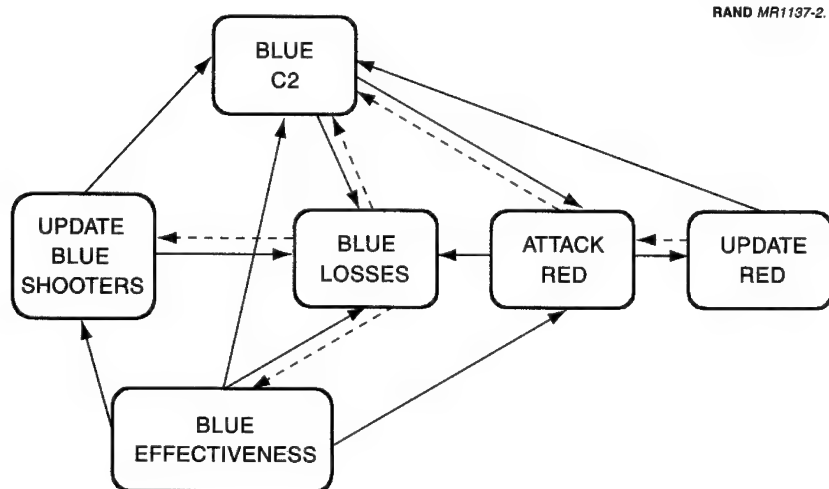 RAND MR1137-2.
BLUE
C2
UPDATE
BLUE
SHOOTERS
BLUE
LOSSES
ATTACK
RED
UPDATE
RED
BLUE
EFFECTIVENESS